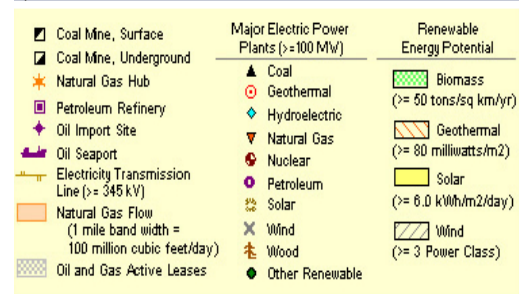 Coal Mine, Surface
Coal Mine, Underground
Natural Gas Hub
Petroleum Refinery
Oil Import Site
Oil Seaport
Electricity Transmission
Line (>= 345 kV)
Natural Gas Flow
(1 mile band width =
100 million cubic feet/day)
Oil and Gas Active Leases
Major Electric Power
Plants (>=100 MW)
Coal
Geothermal
Hydroelectric
Natural Gas
Nuclear
Petroleum
Solar
Wind
Wood
Other Renewable
Renewable
Energy Potential
Biomass
(>= 50 tons/sq km/yr)
Geothermal
(>= 80 milliwatts/m2)
Solar
(>= 6.0 kWh/m2/day)
Wind
(>= 3 Power Class)